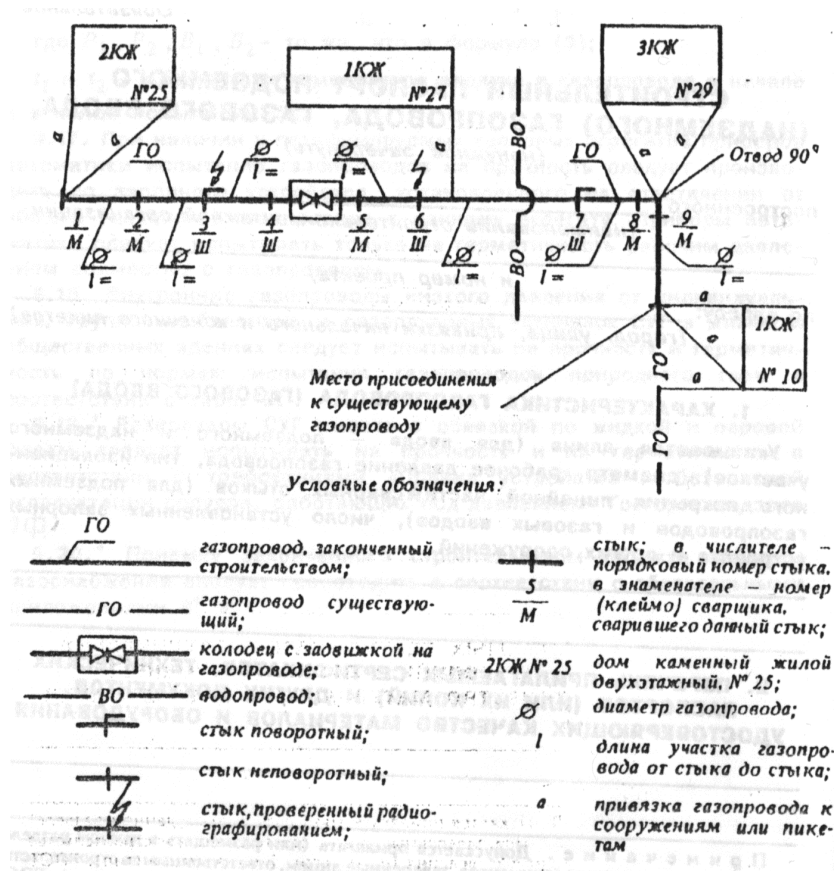 2КЖ
№25
1КЖ
№27
3КЖ
№29
а
а
а
а
а
ГО
Ø
l =
Ø
l =
ВО
ГО
Отвод 90°
1
М
2
М
3
Ш
4
Ш
5
М
6
Ш
7
Ш
8
М
9
М
Ø
l =
Ø
l =
Ø
l =
ВО
Ø
l =
Ø
l =
а
а
а
1КЖ
№ 10
ГО
ГО
Место присоединения
к существующему
газопроводу
Условные обозначения:
ГО
газопровод, законченный
строительством;
ГО
газопровод существую-
щий;
колодец с задвижкой на
газопроводе;
ВО
водопровод;
стык поворотный;
стык неповоротный;
стык, проверенный радио-
графированием;
5
М
стык; в числителе –
порядковый номер стыка,
в знаменателе – номер
(клеймо) сварщика,
сварившего данный стык;
2КЖ № 25
дом каменный жилой
двухэтажный, № 25;
Ø
диаметр газопровода;
l
длина участка газопро-
вода от стыка до стыка;
а
привязка газопровода к
сооружениям или пике-
там